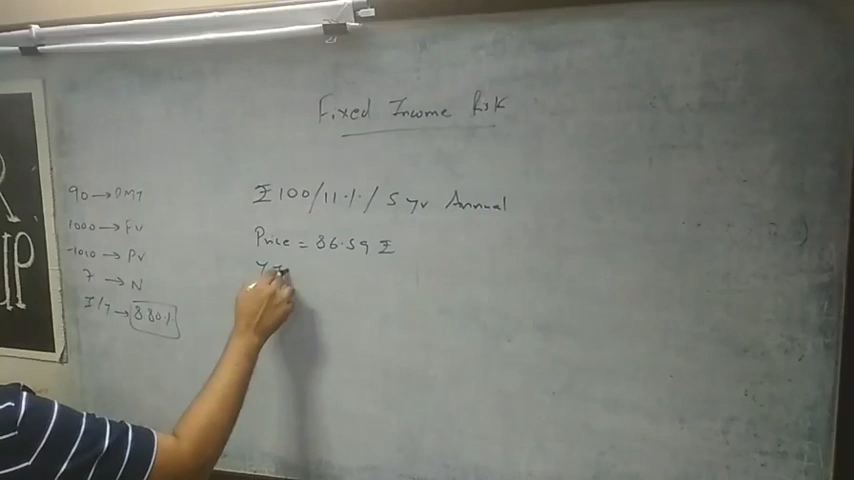 Fixed Income Risk
₹100/11%/5 yr Annual
Price = 86.59 ₹
90 → PMT
1000 → FV
-1010 → PV
7 → N
I/Y → 8.80%
R
IP